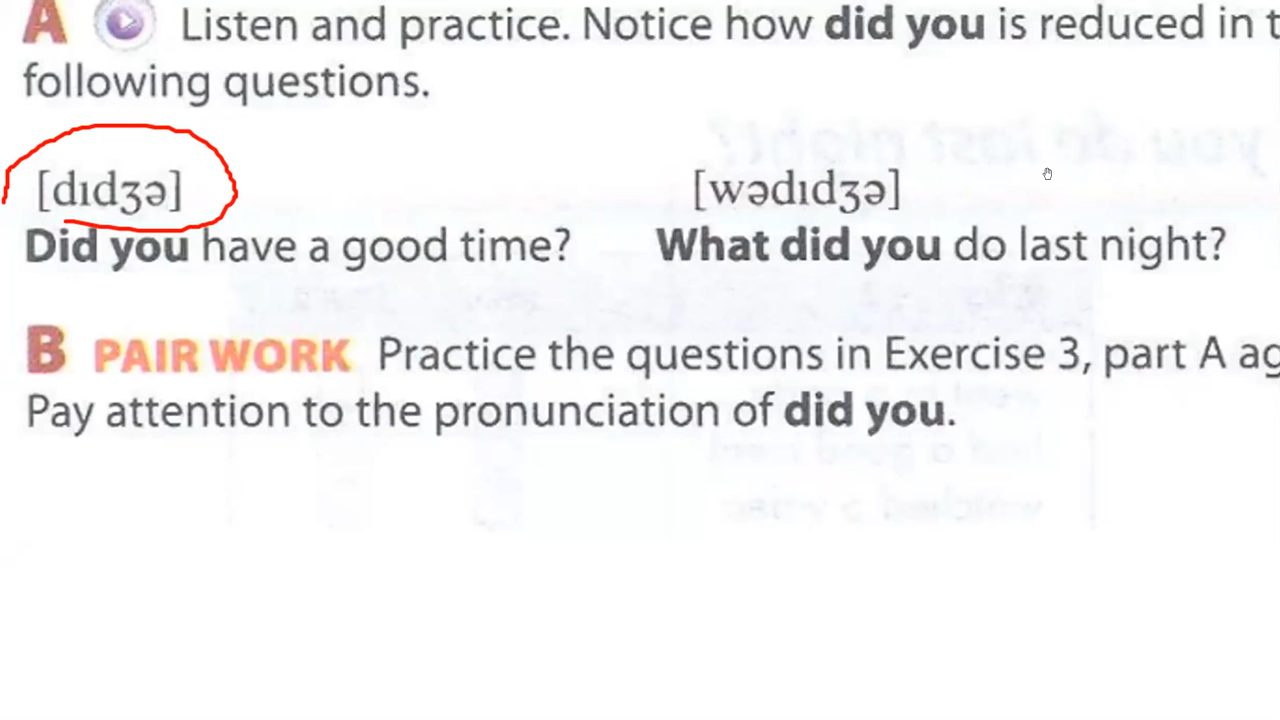 A Listen and practice. Notice how did you is reduced in t
following questions.
[dɪdʒə] [wədɪdʒə]
Did you have a good time? What did you do last night?
B PAIR WORK Practice the questions in Exercise 3, part A ag
Pay attention to the pronunciation of did you.